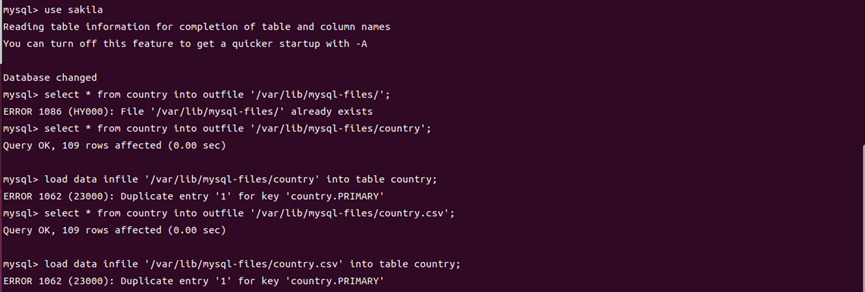 mysql> use sakila
Reading table information for completion of table and column names
You can turn off this feature to get a quicker startup with -A
Database changed
mysql> select * from country into outfile '/var/lib/mysql-files/';
ERROR 1086 (HY000): File '/var/lib/mysql-files/' already exists
mysql> select * from country into outfile '/var/lib/mysql-files/country';
Query OK, 109 rows affected (0.00 sec)
mysql> load data infile '/var/lib/mysql-files/country' into table country;
ERROR 1062 (23000): Duplicate entry '1' for key 'country.PRIMARY'
mysql> select * from country into outfile '/var/lib/mysql-files/country.csv';
Query OK, 109 rows affected (0.00 sec)
mysql> load data infile '/var/lib/mysql-files/country.csv' into table country;
ERROR 1062 (23000): Duplicate entry '1' for key 'country.PRIMARY'